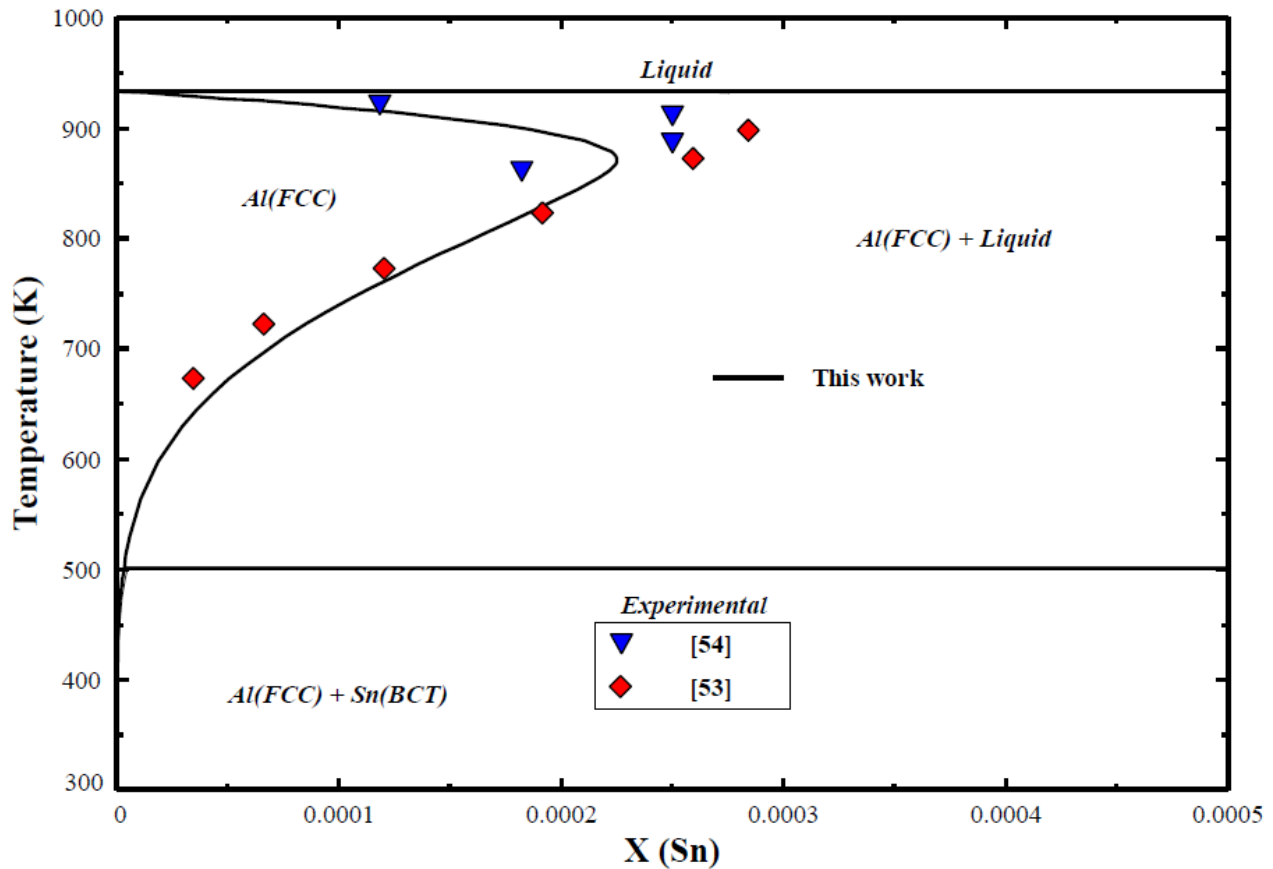 1000
Liquid
900
Al(FCC)
800
Al(FCC) + Liquid
700
This work
600
500
Experimental
[54]
400
Al(FCC) + Sn(BCT)
[53]
300
0
0.0001
0.0002
0.0003
0.0004
0.0005
X (Sn)
Temperature (K)